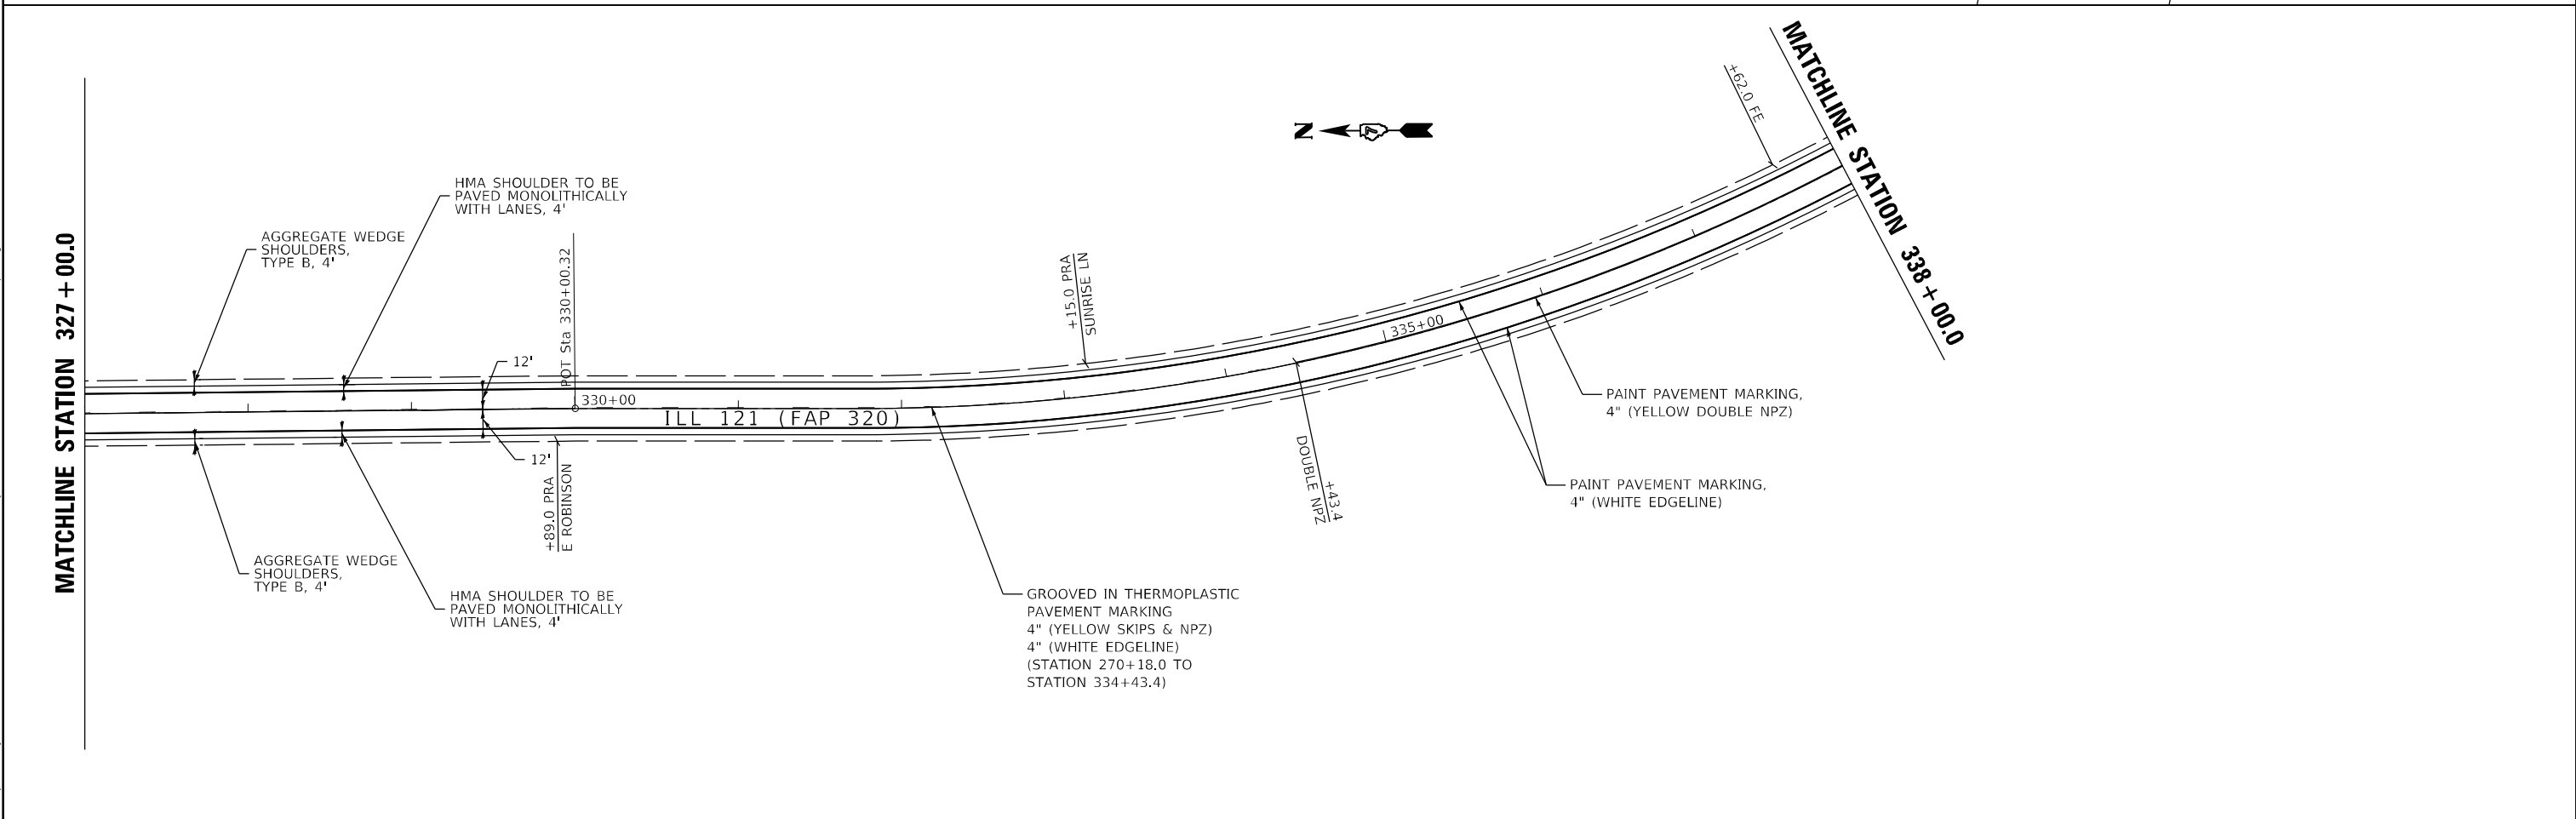 MATCHLINE STATION 327+00.0
AGGREGATE WEDGE
SHOULDERS,
TYPE B, 4'
HMA SHOULDER TO BE
PAVED MONOLITHICALLY
WITH LANES, 4'
12'
POT Sta 330+00.32
330+00
ILL 121 (FAP 320)
12'
+89.0 PRA
E ROBINSON
AGGREGATE WEDGE
SHOULDERS,
TYPE B, 4'
HMA SHOULDER TO BE
PAVED MONOLITHICALLY
WITH LANES, 4'
+15.0 PRA
SUNRISE LN
N
7
GROOVED IN THERMOPLASTIC
PAVEMENT MARKING
4" (YELLOW SKIPS & NPZ)
4" (WHITE EDGELINE)
(STATION 270+18.0 TO
STATION 334+43.4)
+43.4
DOUBLE NPZ
335+00
PAINT PAVEMENT MARKING,
4" (YELLOW DOUBLE NPZ)
PAINT PAVEMENT MARKING,
4" (WHITE EDGELINE)
+62.0 FE
MATCHLINE STATION 338+00.0